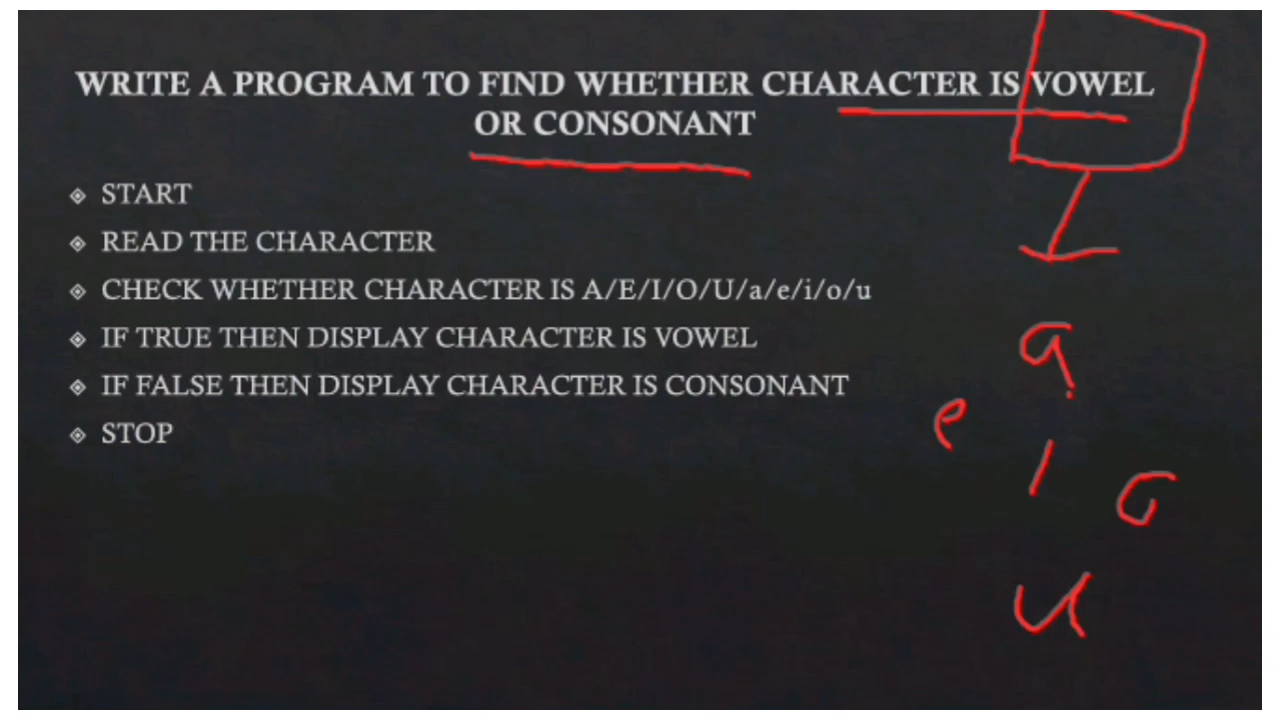 WRITE A PROGRAM TO FIND WHETHER CHARACTER IS VOWEL
OR CONSONANT
START
READ THE CHARACTER
CHECK WHETHER CHARACTER IS A/E/I/O/U/a/e/i/o/u
IF TRUE THEN DISPLAY CHARACTER IS VOWEL
IF FALSE THEN DISPLAY CHARACTER IS CONSONANT
STOP
a
e
i
o
u